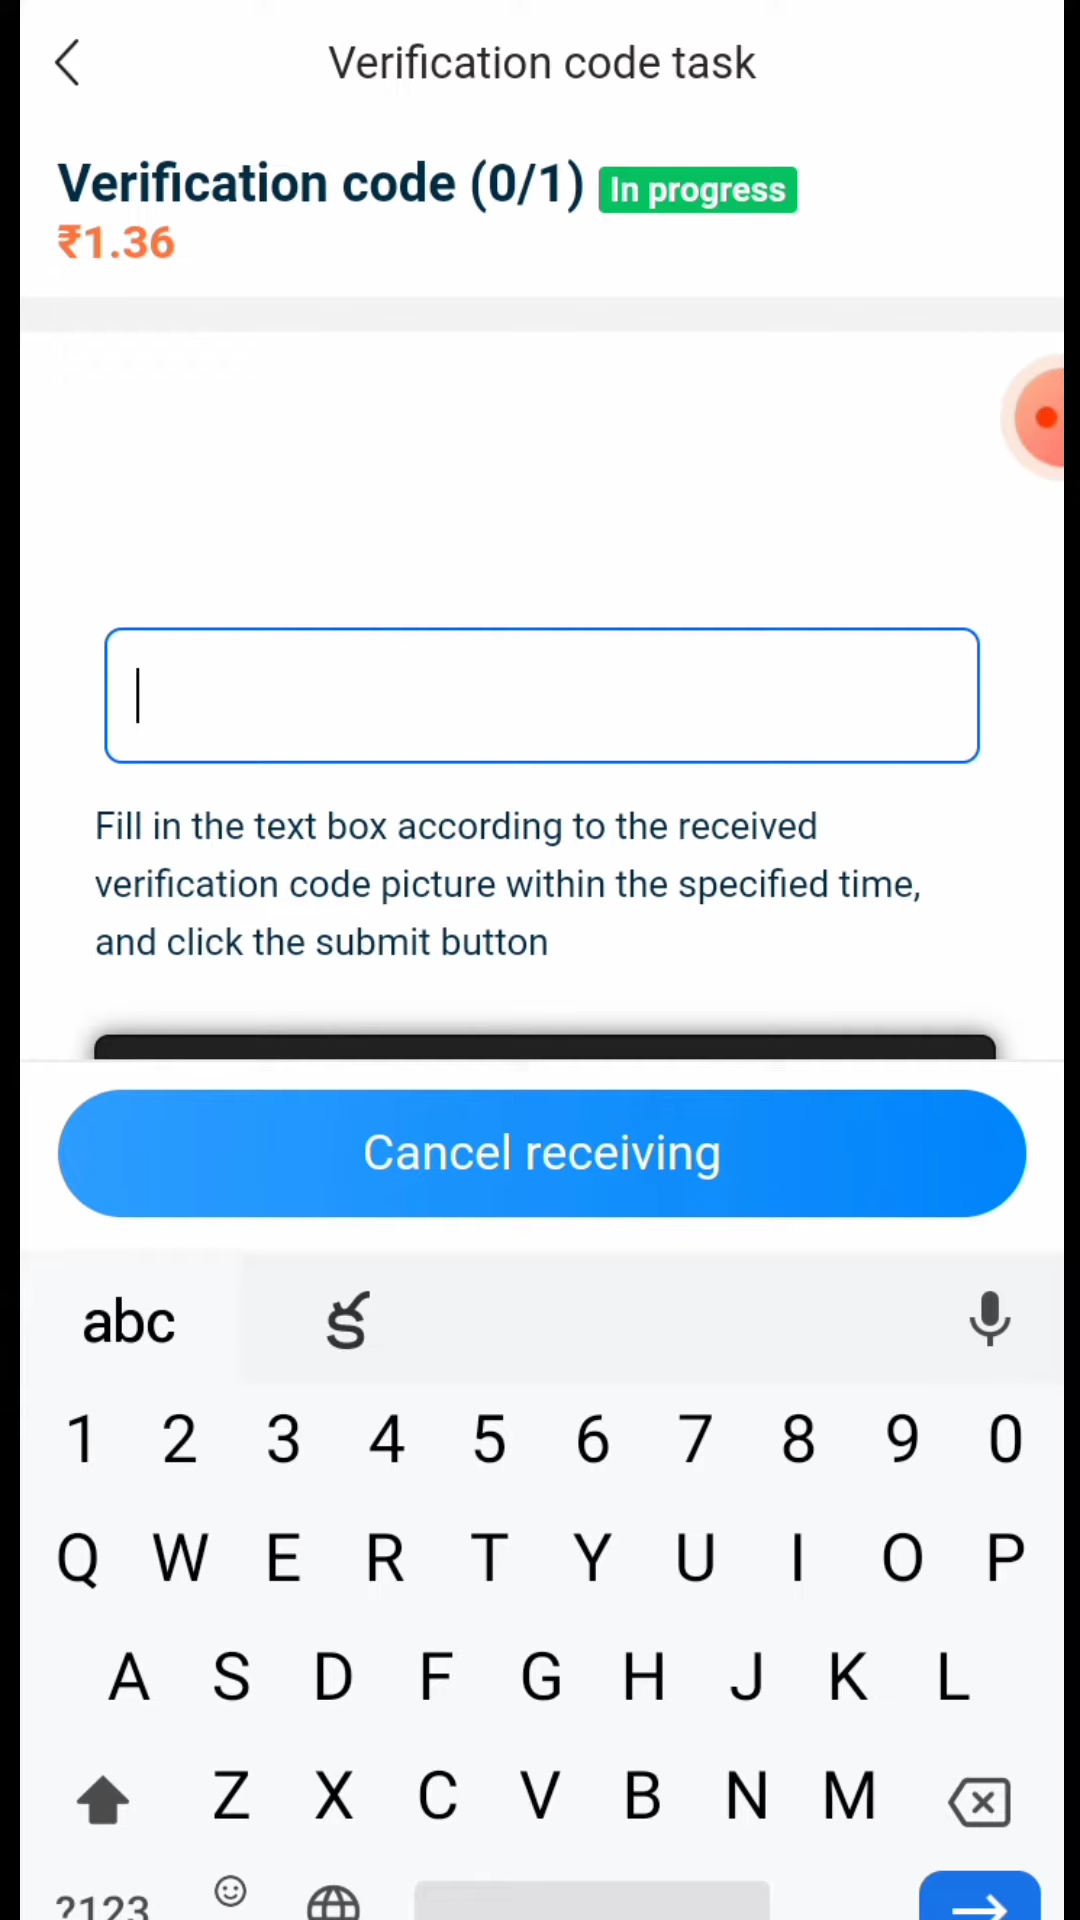 Verification code task
Verification code (0/1) In progress
₹1.36
Fill in the text box according to the received
verification code picture within the specified time,
and click the submit button
Cancel receiving
abc క
1 2 3 4 5 6 7 8 9 0
Q W E R T Y U I O P
A S D F G H J K L
Z X C V B N M
?123